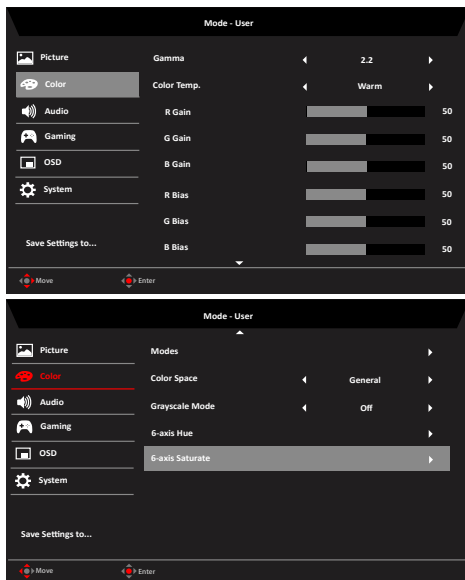 Mode - User
Picture
Gamma 2.2
Color
Color Temp. Warm
Audio
R Gain 50
Gaming
G Gain 50
OSD
B Gain 50
System
R Bias 50
G Bias 50
Save Settings to...
B Bias 50
Move Enter
Mode - User
Picture
Modes
Color
Color Space General
Audio
Grayscale Mode Off
Gaming
6-axis Hue
OSD
6-axis Saturate
System
Save Settings to...
Move Enter